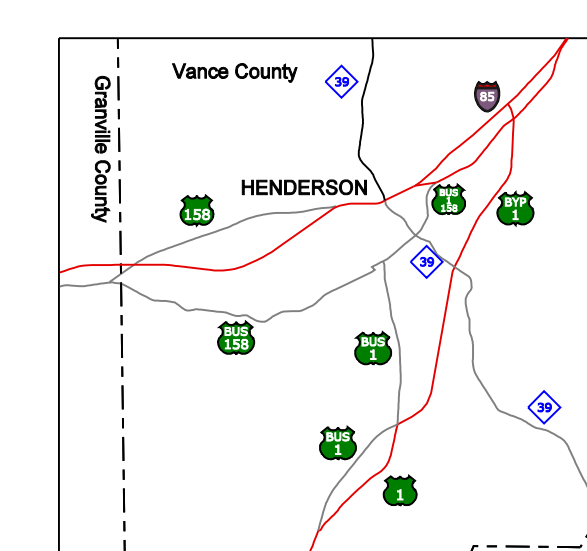 Vance County
39
85
Granville County
HENDERSON
158
BUS
1
158
BYP
1
39
BUS
158
BUS
1
39
BUS
1
1